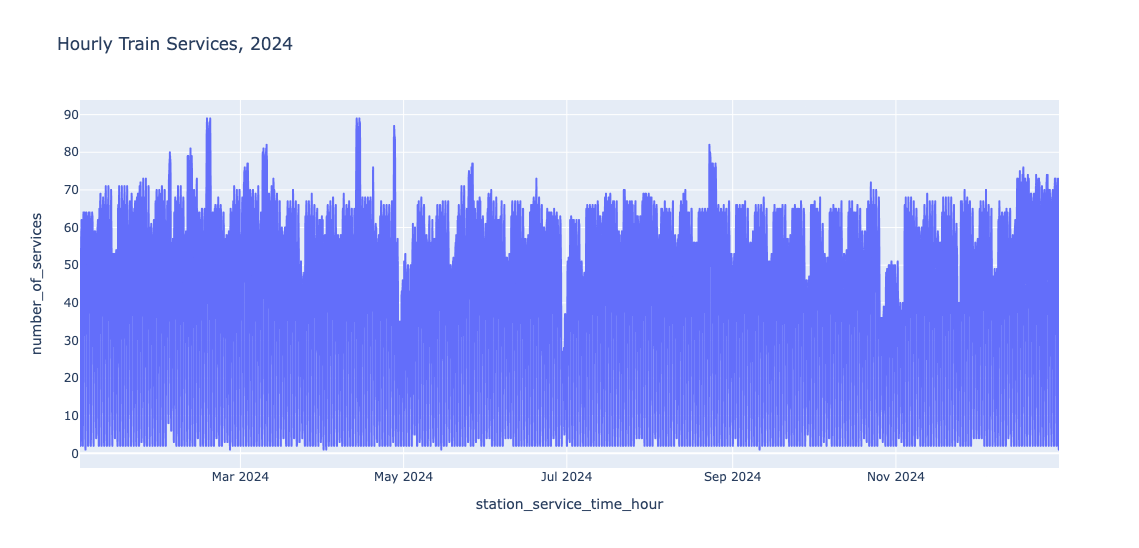 Hourly Train Services, 2024
number_of_services
90
80
70
60
50
40
30
20
10
0
Mar 2024
May 2024
Jul 2024
Sep 2024
Nov 2024
station_service_time_hour